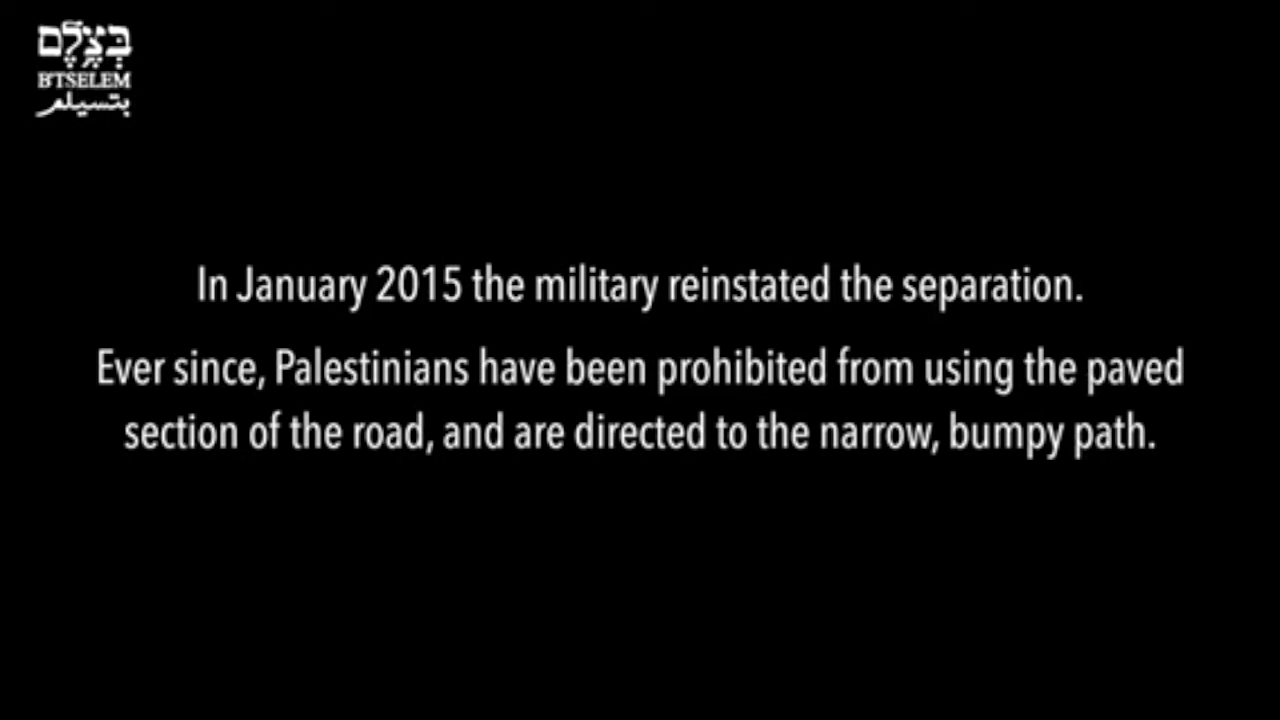 בְּצֶלֶם
B'TSELEM
بتسيلم
In January 2015 the military reinstated the separation.
Ever since, Palestinians have been prohibited from using the paved
section of the road, and are directed to the narrow, bumpy path.